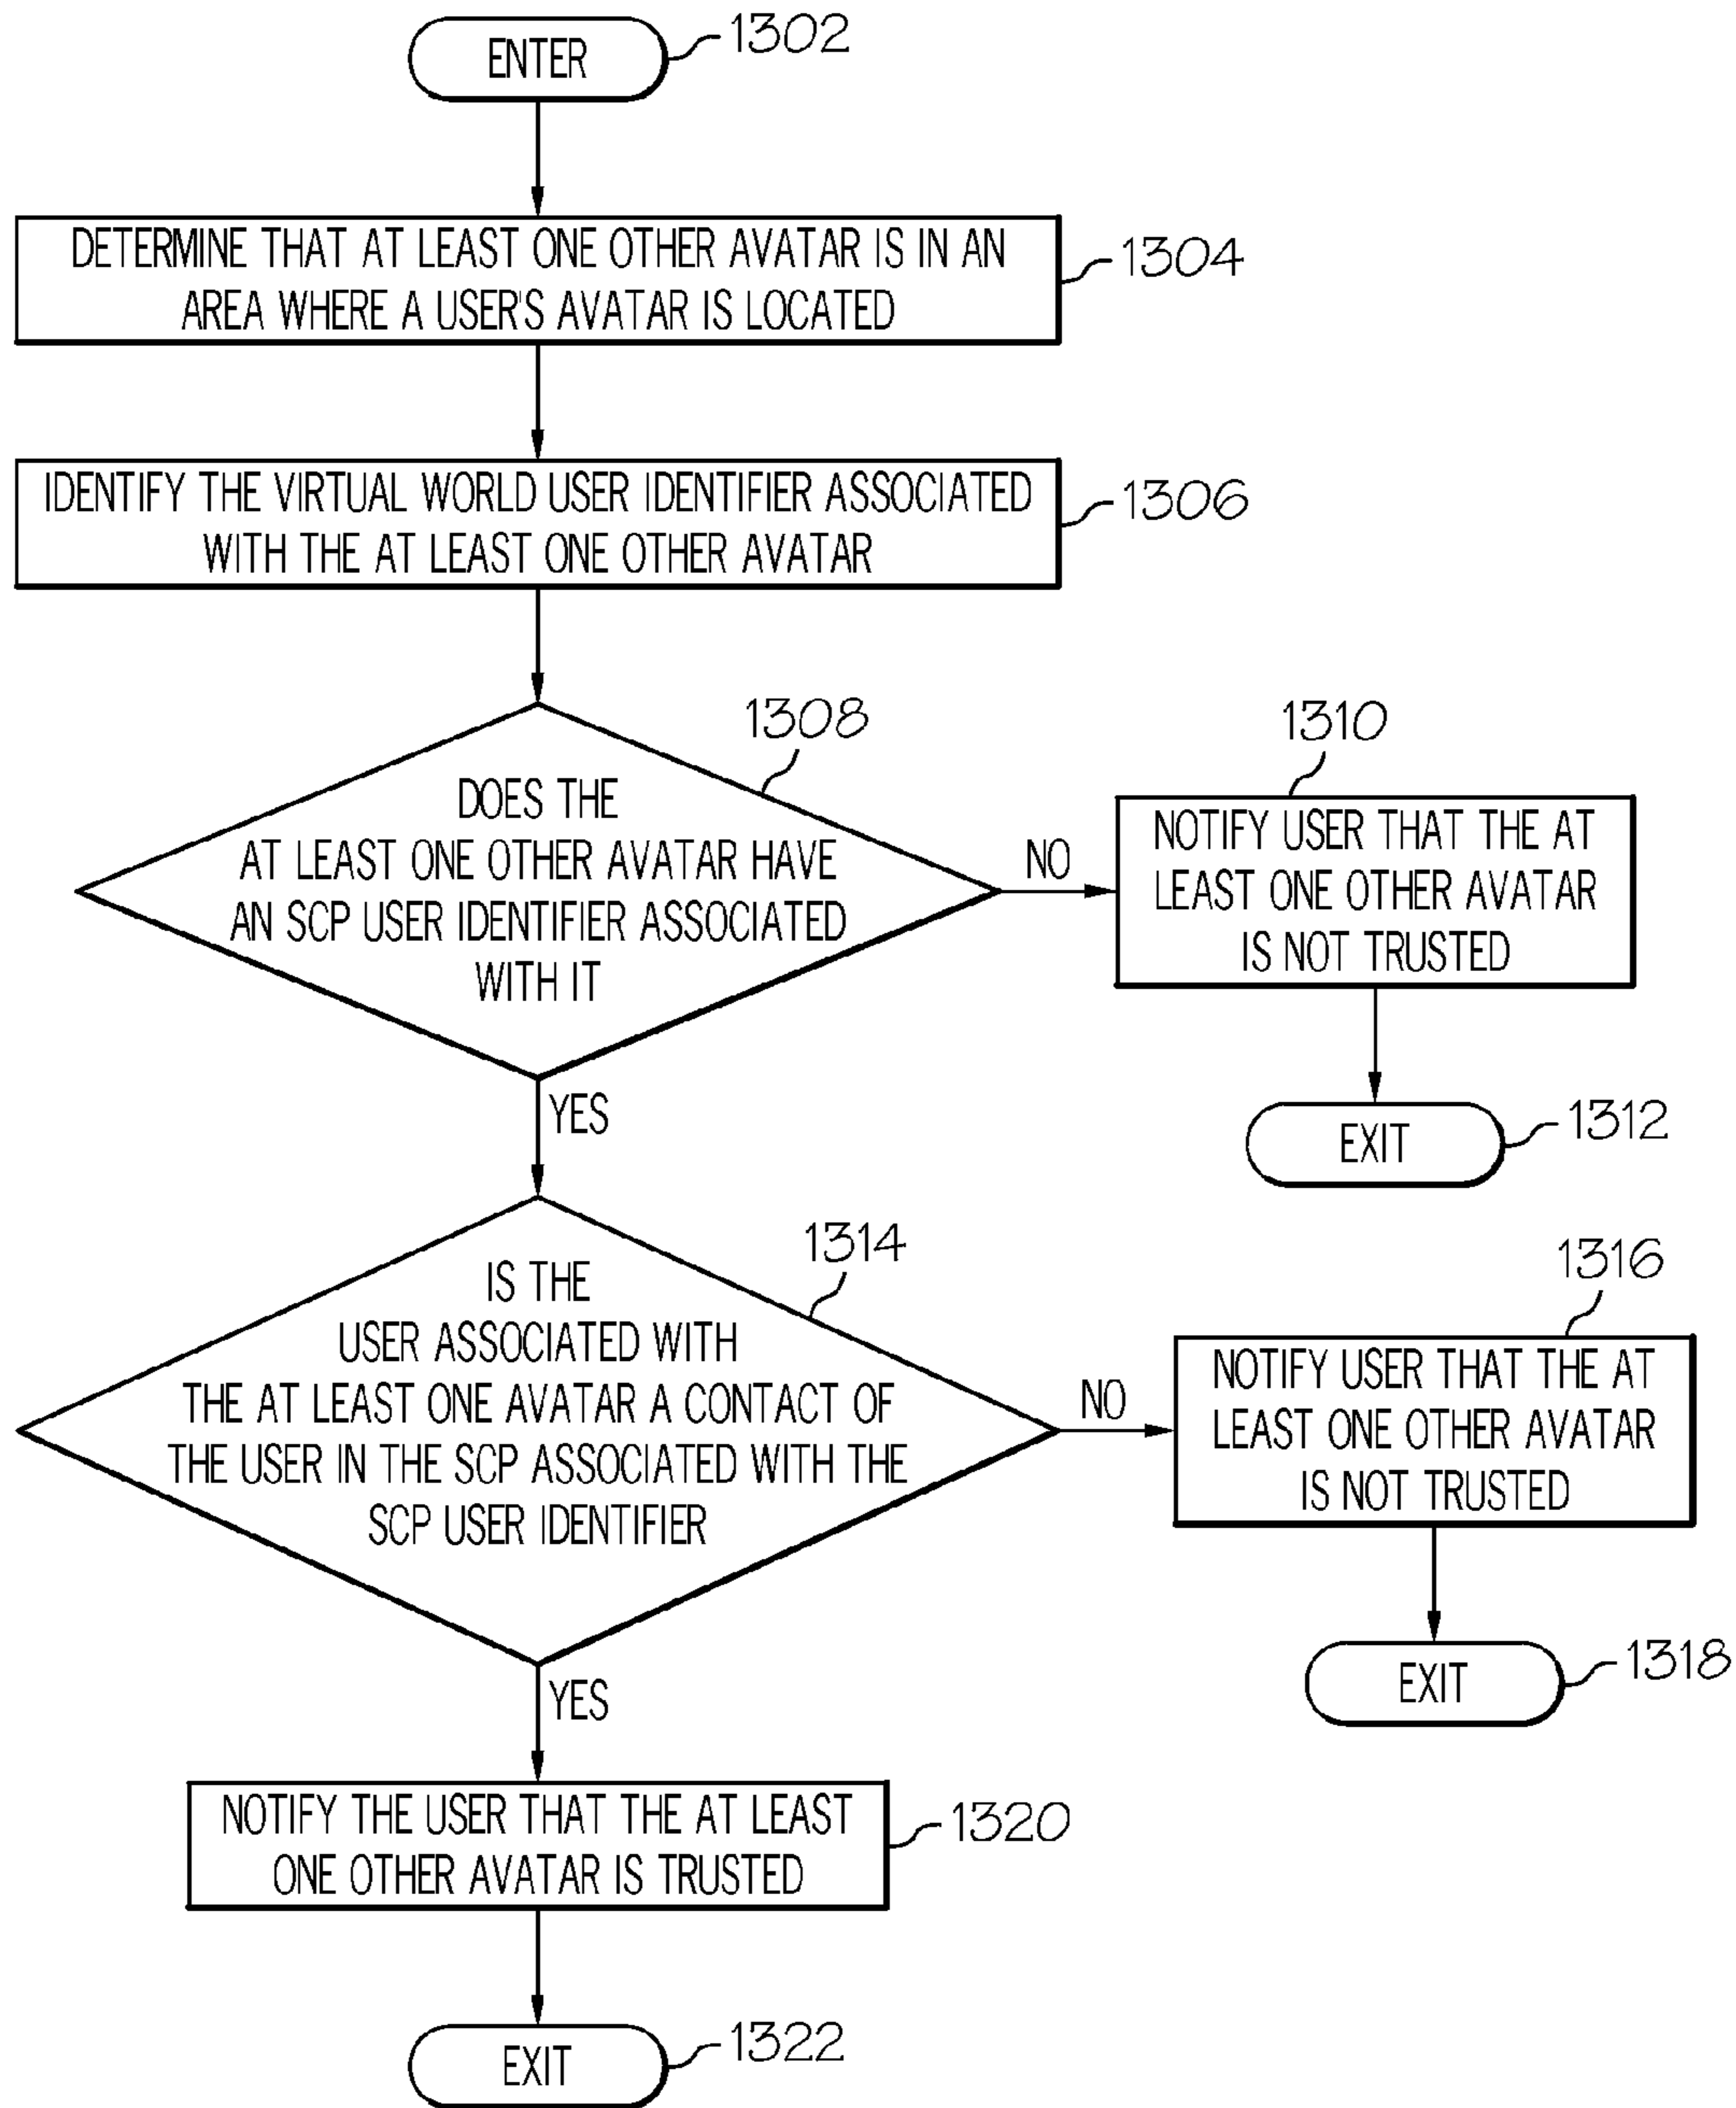 ENTER
1302
DETERMINE THAT AT LEAST ONE OTHER AVATAR IS IN AN
AREA WHERE A USER'S AVATAR IS LOCATED
1304
IDENTIFY THE VIRTUAL WORLD USER IDENTIFIER ASSOCIATED
WITH THE AT LEAST ONE OTHER AVATAR
1306
1308
DOES THE
AT LEAST ONE OTHER AVATAR HAVE
AN SCP USER IDENTIFIER ASSOCIATED
WITH IT
NO
1310
NOTIFY USER THAT THE AT
LEAST ONE OTHER AVATAR
IS NOT TRUSTED
EXIT
1312
YES
1314
IS THE
USER ASSOCIATED WITH
THE AT LEAST ONE AVATAR A CONTACT OF
THE USER IN THE SCP ASSOCIATED WITH THE
SCP USER IDENTIFIER
NO
1316
NOTIFY USER THAT THE AT
LEAST ONE OTHER AVATAR
IS NOT TRUSTED
EXIT
1318
YES
NOTIFY THE USER THAT THE AT LEAST
ONE OTHER AVATAR IS TRUSTED
1320
EXIT
1322